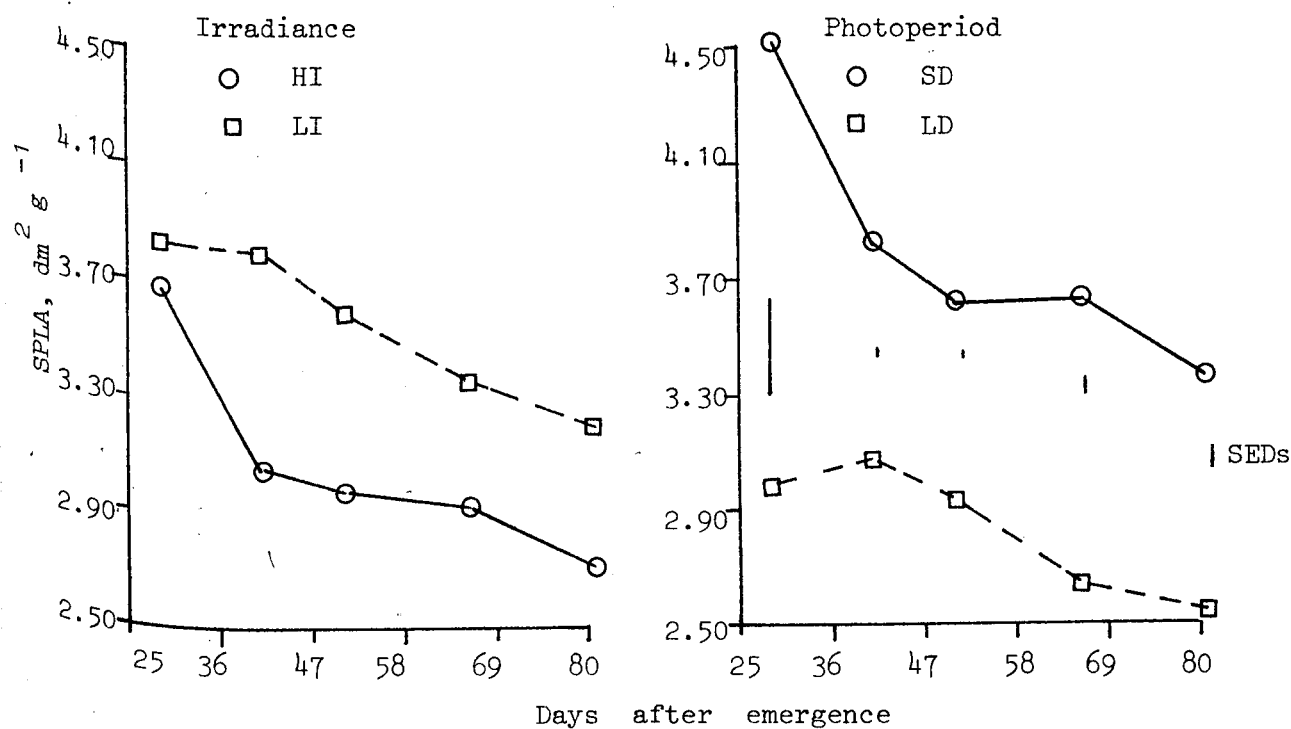 Irradiance
HI
LI
4.50
4.10
3.70
3.30
2.90
2.50
SPLA, dm 2 g -1
25 36 47 58 69 80
Photoperiod
SD
LD
4.50
4.10
3.70
3.30
2.90
2.50
SEDs
25 36 47 58 69 80
Days after emergence